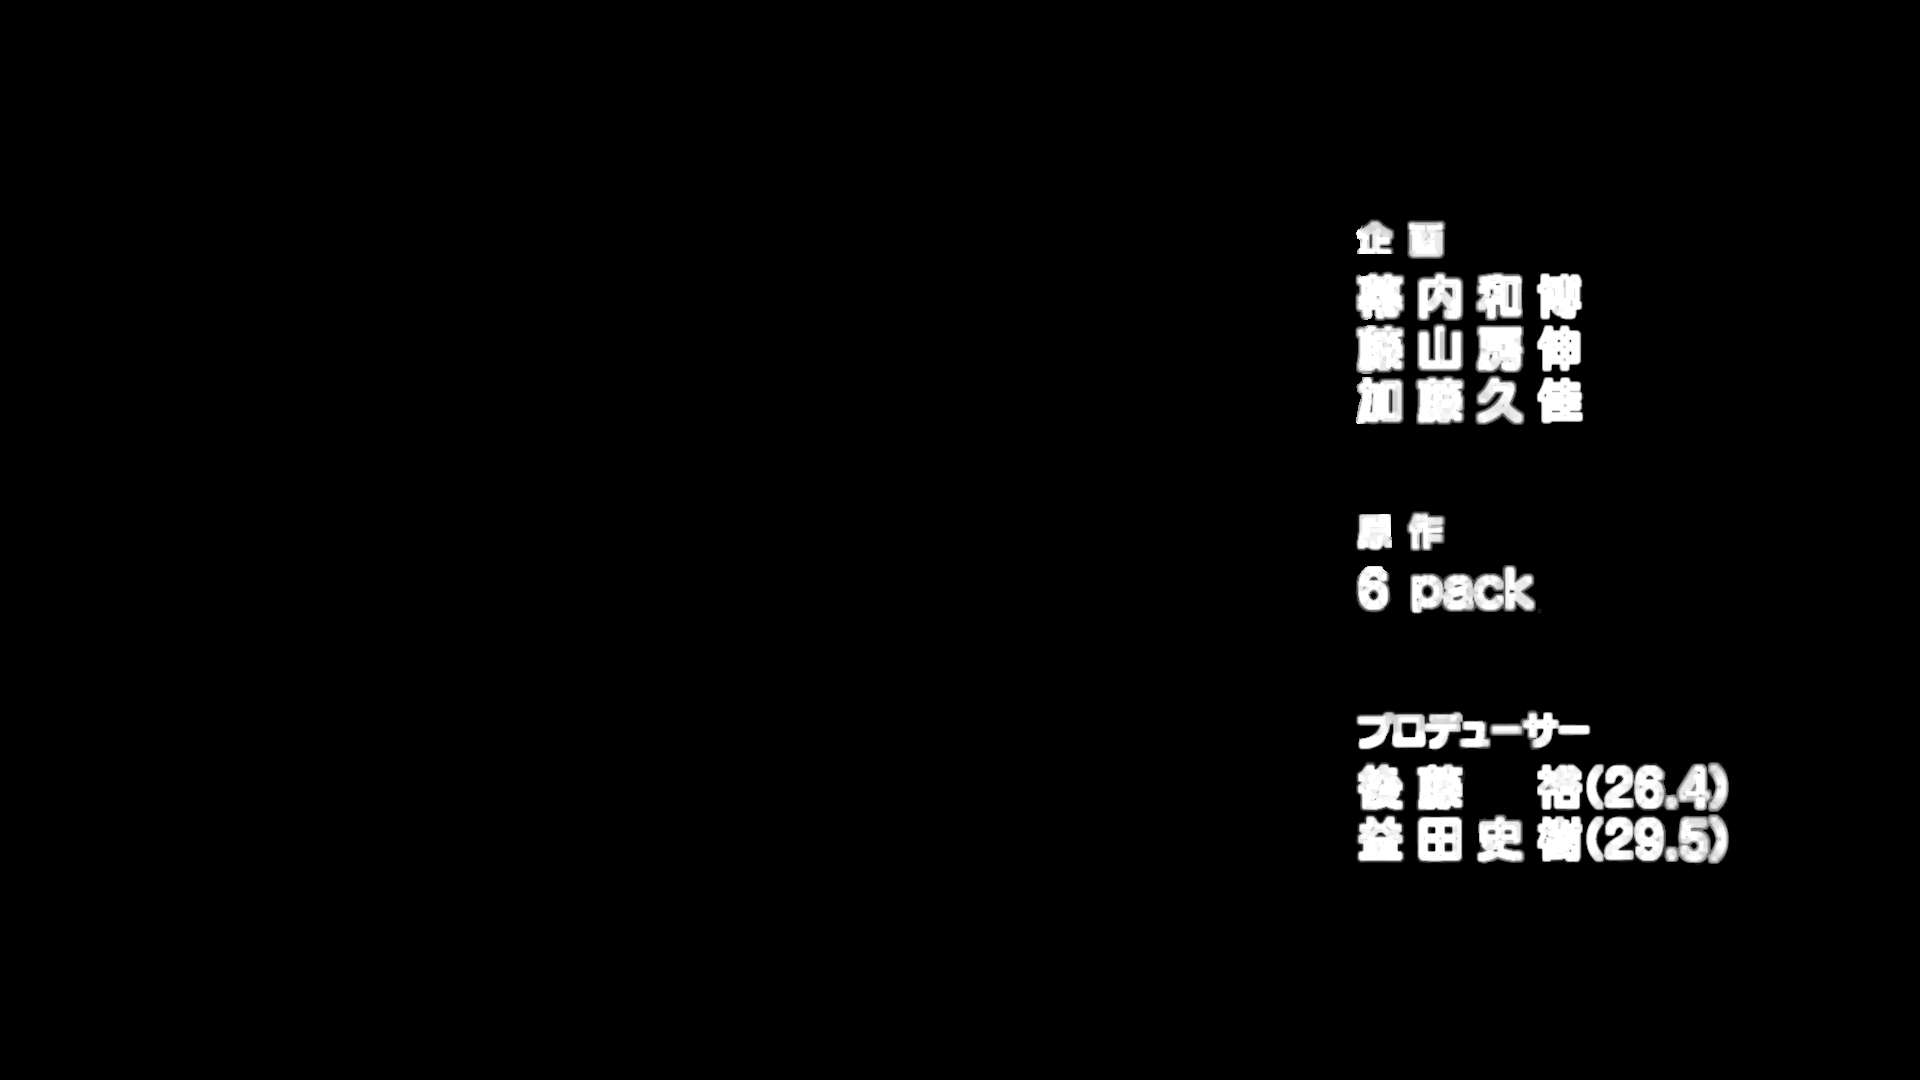 企画
幕内和博
藤山房伸
加藤久佳
原作
6 pack
プロデューサー
後藤 裕(26.4)
益田史樹(29.5)